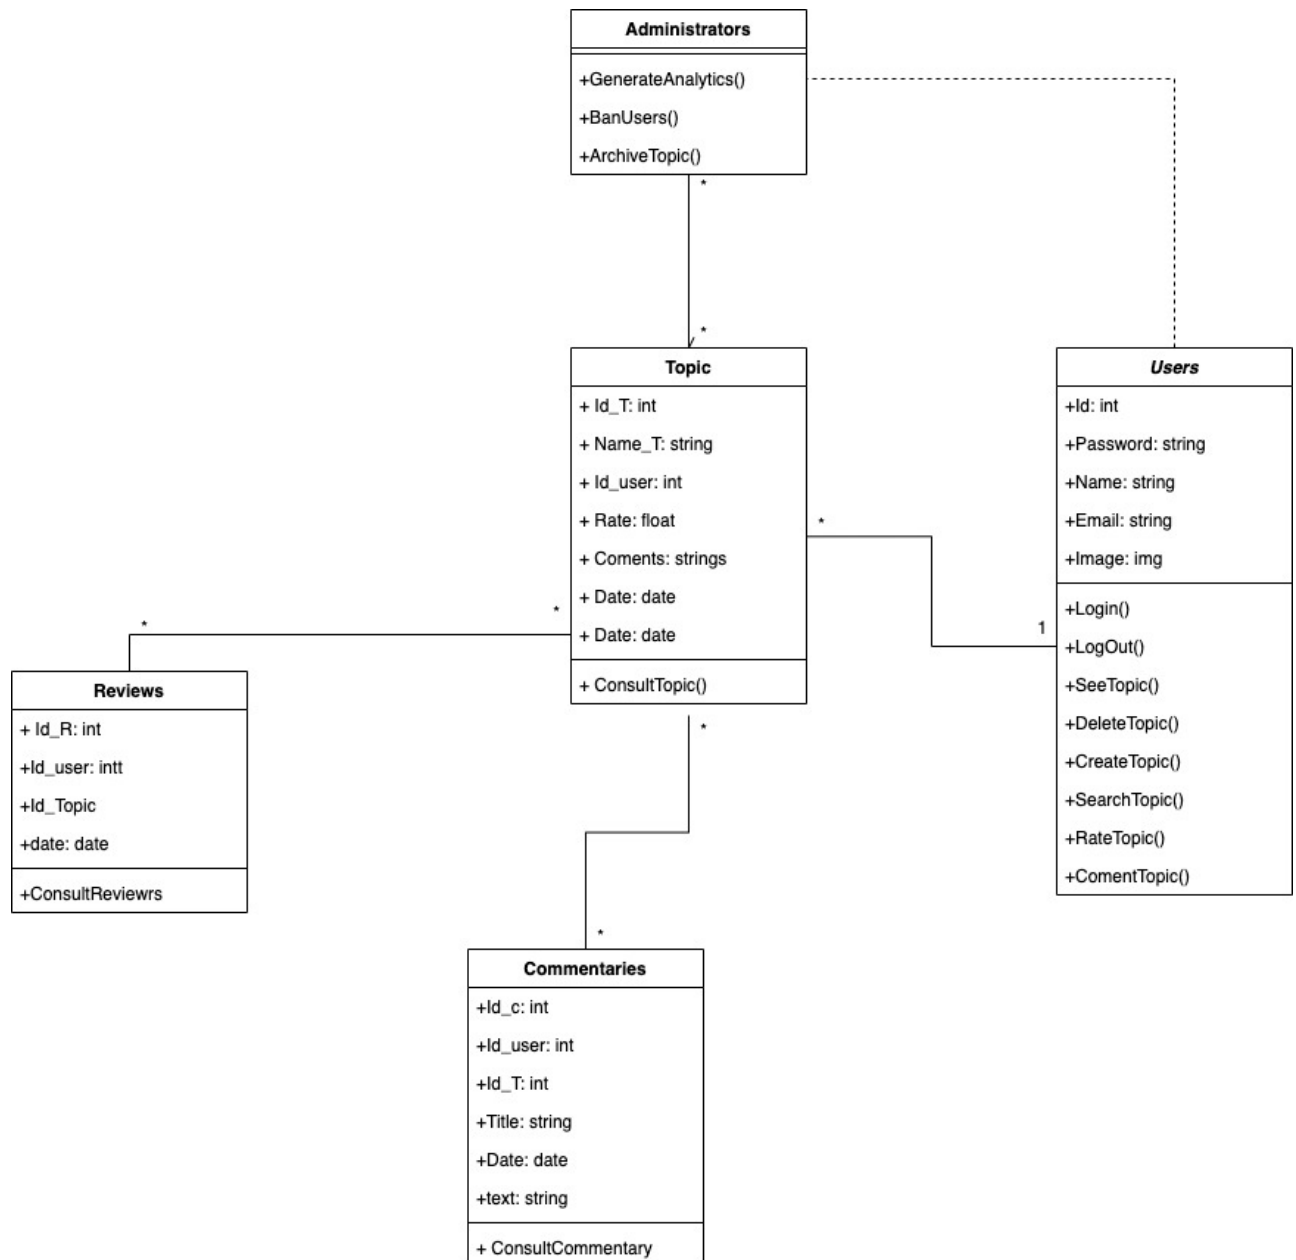 Administrators
+GenerateAnalytics()
+BanUsers()
+ArchiveTopic()
*
*
Topic
+ Id_T: int
+ Name_T: string
+ Id_user: int
+ Rate: float
+ Coments: strings
+ Date: date
+ Date: date
+ ConsultTopic()
*
1
Users
+Id: int
+Password: string
+Name: string
+Email: string
+Image: img
+Login()
+LogOut()
+SeeTopic()
+DeleteTopic()
+CreateTopic()
+SearchTopic()
+RateTopic()
+ComentTopic()
*
*
Reviews
+ Id_R: int
+Id_user: intt
+Id_Topic
+date: date
+ConsultReviewrs
*
*
Commentaries
+Id_c: int
+Id_user: int
+Id_T: int
+Title: string
+Date: date
+text: string
+ ConsultCommentary